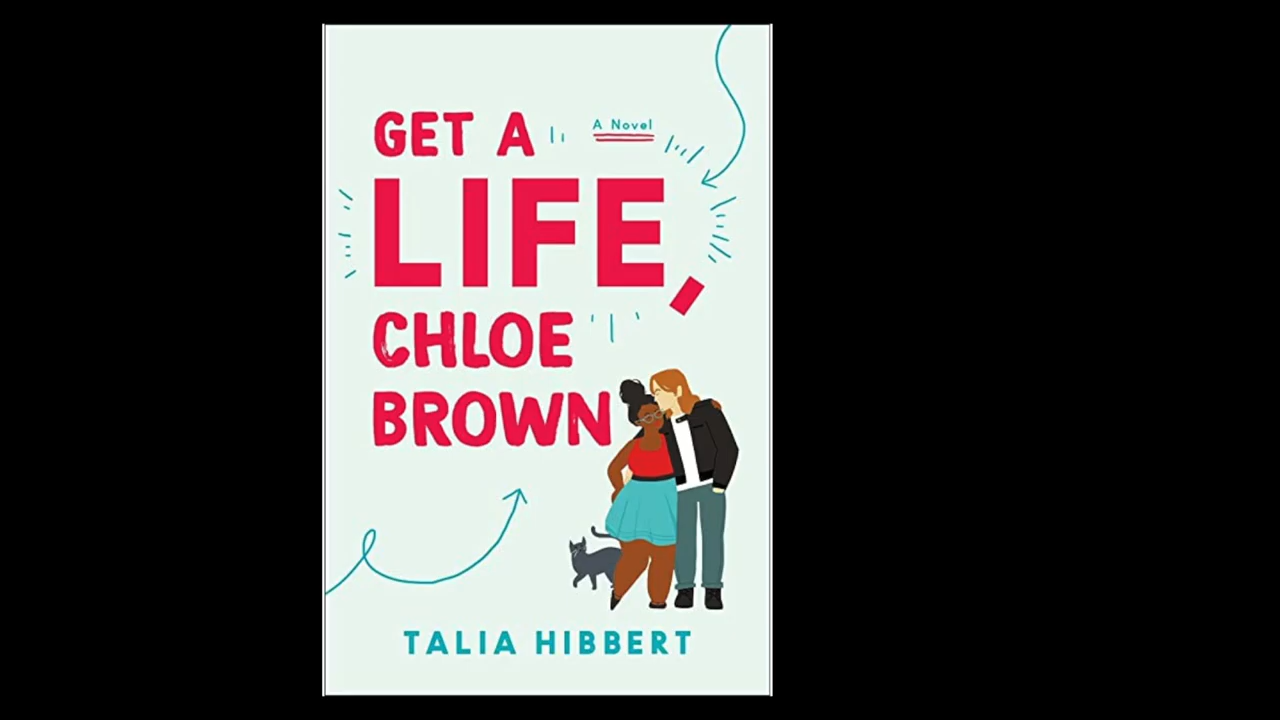 GET A
A Novel
LIFE,
CHLOE
BROWN
TALIA HIBBERT